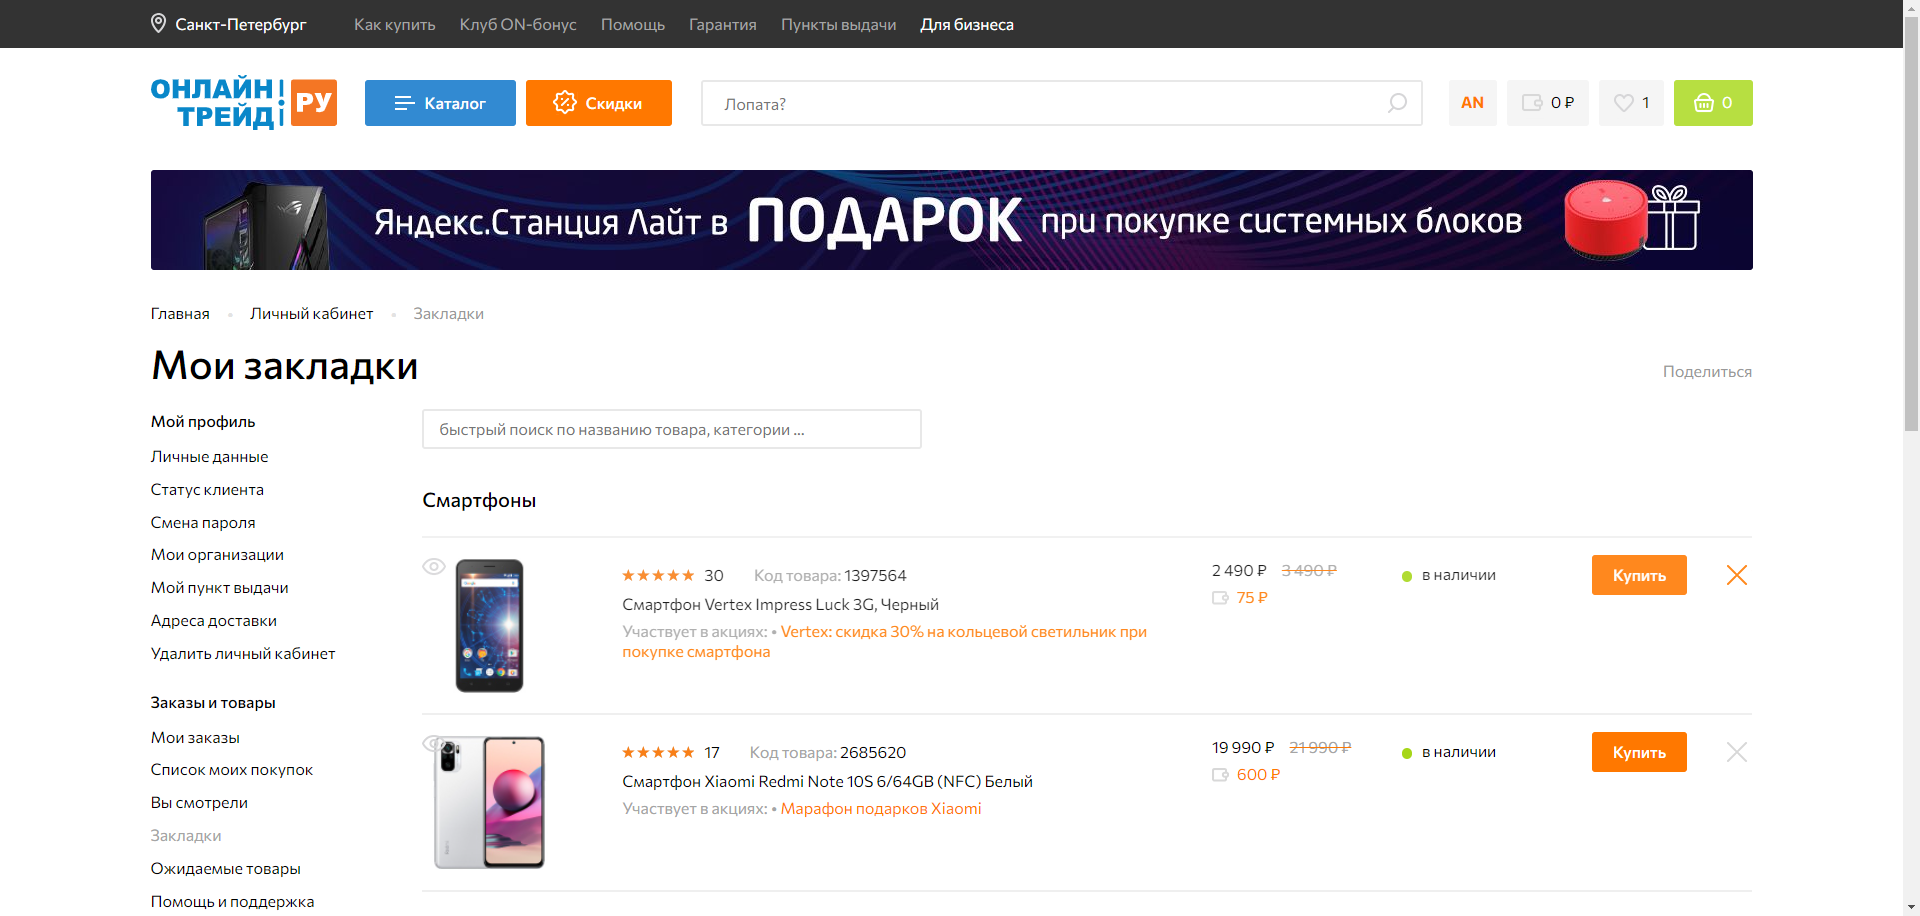 Санкт-Петербург Как купить Клуб ON-бонус Помощь Гарантия Пункты выдачи Для бизнеса
ОНЛАЙН ТРЕЙД РУ
Каталог Скидки Лопата? AN 0 ₽ 1 0
Яндекс.Станция Лайт в ПОДАРОК при покупке системных блоков
Главная Личный кабинет Закладки
Мои закладки
Поделиться
Мой профиль
Личные данные
Статус клиента
Смена пароля
Мои организации
Мой пункт выдачи
Адреса доставки
Удалить личный кабинет
Заказы и товары
Мои заказы
Список моих покупок
Вы смотрели
Закладки
Ожидаемые товары
Помощь и поддержка
быстрый поиск по названию товара, категории ...
Смартфоны
30 Код товара: 1397564
Смартфон Vertex Impress Luck 3G, Черный
Участвует в акциях: • Vertex: скидка 30% на кольцевой светильник при
покупке смартфона
2 490 ₽ 3 490 ₽
75 ₽
в наличии
Купить
17 Код товара: 2685620
Смартфон Xiaomi Redmi Note 10S 6/64GB (NFC) Белый
Участвует в акциях: • Марафон подарков Xiaomi
19 990 ₽ 21 990 ₽
600 ₽
в наличии
Купить